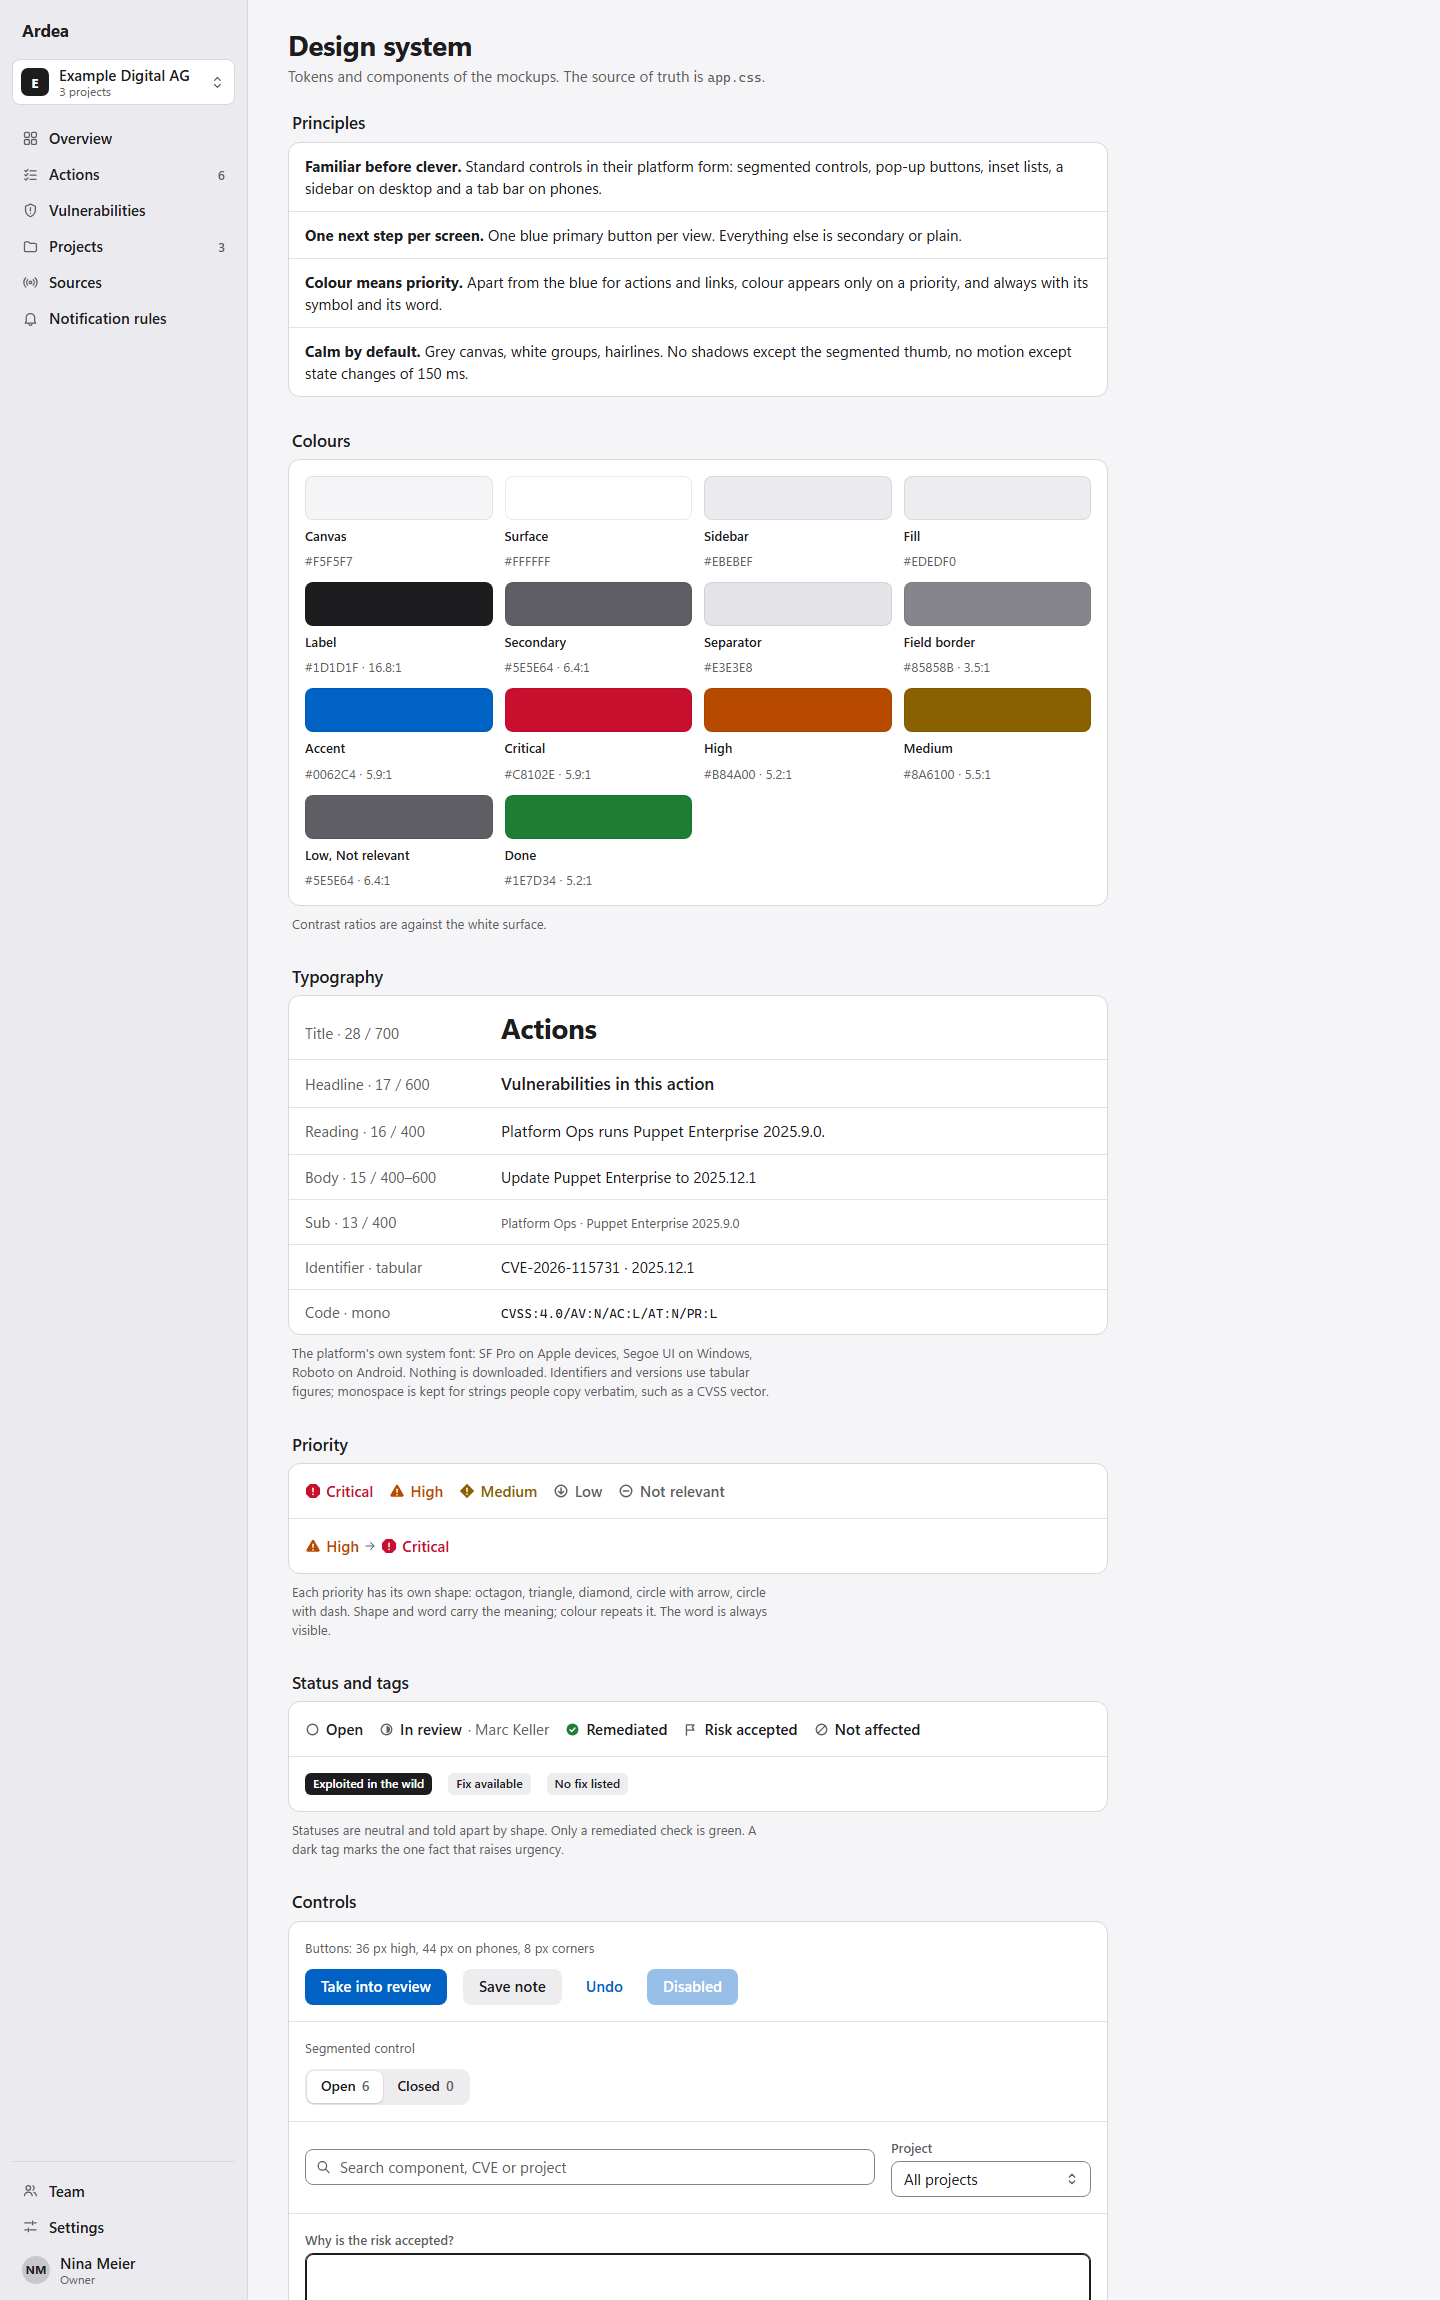 Ardea
E
Example Digital AG
3 projects
Overview
Actions 6
Vulnerabilities
Projects 3
Sources
Notification rules
Team
Settings
NM
Nina Meier
Owner
Design system
Tokens and components of the mockups. The source of truth is app.css.
Principles
Familiar before clever. Standard controls in their platform form: segmented controls, pop-up buttons, inset lists, a
sidebar on desktop and a tab bar on phones.
One next step per screen. One blue primary button per view. Everything else is secondary or plain.
Colour means priority. Apart from the blue for actions and links, colour appears only on a priority, and always with its
symbol and its word.
Calm by default. Grey canvas, white groups, hairlines. No shadows except the segmented thumb, no motion except
state changes of 150 ms.
Colours
Canvas Surface Sidebar Fill
#F5F5F7 #FFFFFF #EBEBEF #EDEDF0
Label Secondary Separator Field border
#1D1D1F · 16.8:1 #5E5E64 · 6.4:1 #E3E3E8 #85858B · 3.5:1
Accent Critical High Medium
#0062C4 · 5.9:1 #C8102E · 5.9:1 #B84A00 · 5.2:1 #8A6100 · 5.5:1
Low, Not relevant Done
#5E5E64 · 6.4:1 #1E7D34 · 5.2:1
Contrast ratios are against the white surface.
Typography
Title · 28 / 700 Actions
Headline · 17 / 600 Vulnerabilities in this action
Reading · 16 / 400 Platform Ops runs Puppet Enterprise 2025.9.0.
Body · 15 / 400–600 Update Puppet Enterprise to 2025.12.1
Sub · 13 / 400 Platform Ops · Puppet Enterprise 2025.9.0
Identifier · tabular CVE-2026-115731 · 2025.12.1
Code · mono CVSS:4.0/AV:N/AC:L/AT:N/PR:L
The platform's own system font: SF Pro on Apple devices, Segoe UI on Windows,
Roboto on Android. Nothing is downloaded. Identifiers and versions use tabular
figures; monospace is kept for strings people copy verbatim, such as a CVSS vector.
Priority
Critical High Medium Low Not relevant
High → Critical
Each priority has its own shape: octagon, triangle, diamond, circle with arrow, circle
with dash. Shape and word carry the meaning; colour repeats it. The word is always
visible.
Status and tags
Open In review · Marc Keller Remediated Risk accepted Not affected
Exploited in the wild Fix available No fix listed
Statuses are neutral and told apart by shape. Only a remediated check is green. A
dark tag marks the one fact that raises urgency.
Controls
Buttons: 36 px high, 44 px on phones, 8 px corners
Take into review Save note Undo Disabled
Segmented control
Open 6 Closed 0
Project
Search component, CVE or project All projects
Why is the risk accepted?